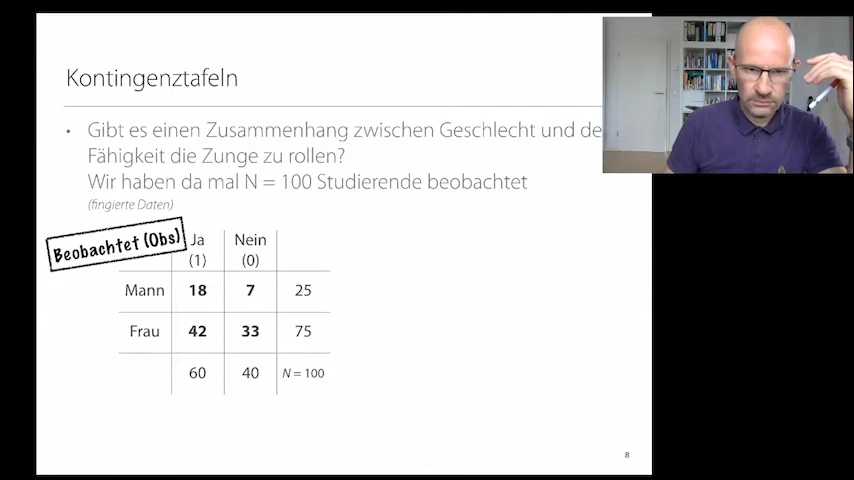 Kontingenztafeln
• Gibt es einen Zusammenhang zwischen Geschlecht und de
Fähigkeit die Zunge zu rollen?
Wir haben da mal N = 100 Studierende beobachtet
(fingierte Daten)
Beobachtet (Obs)
Ja Nein
(1) (0)
Mann 18 7 25
Frau 42 33 75
60 40 N = 100
8